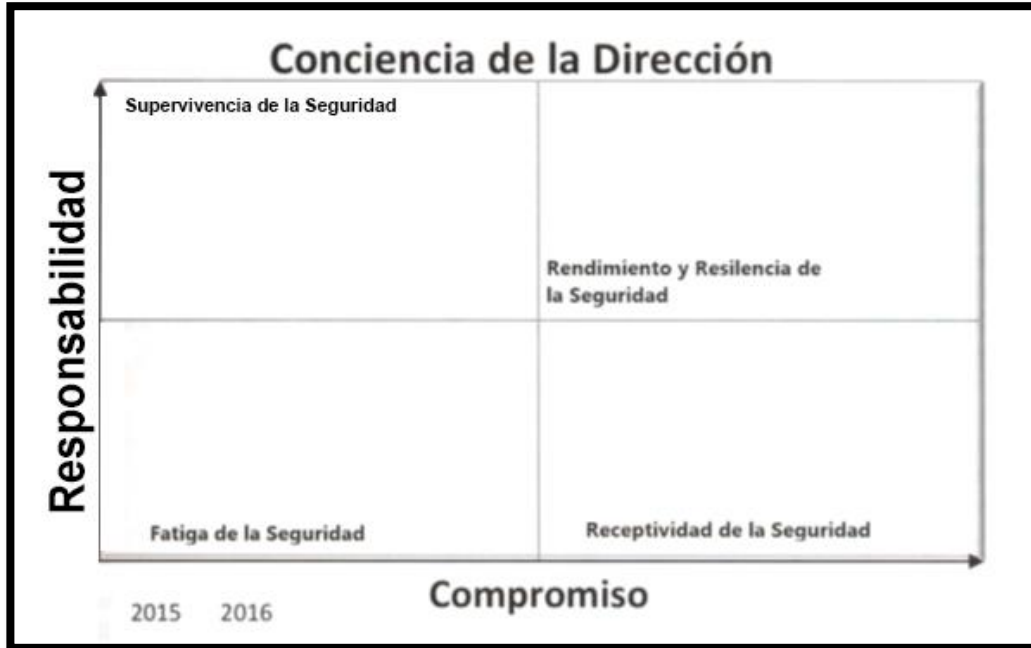 Conciencia de la Dirección
Supervivencia de la Seguridad
Responsabilidad
Rendimiento y Resilencia de
la Seguridad
Fatiga de la Seguridad
Receptividad de la Seguridad
Compromiso
2015 2016